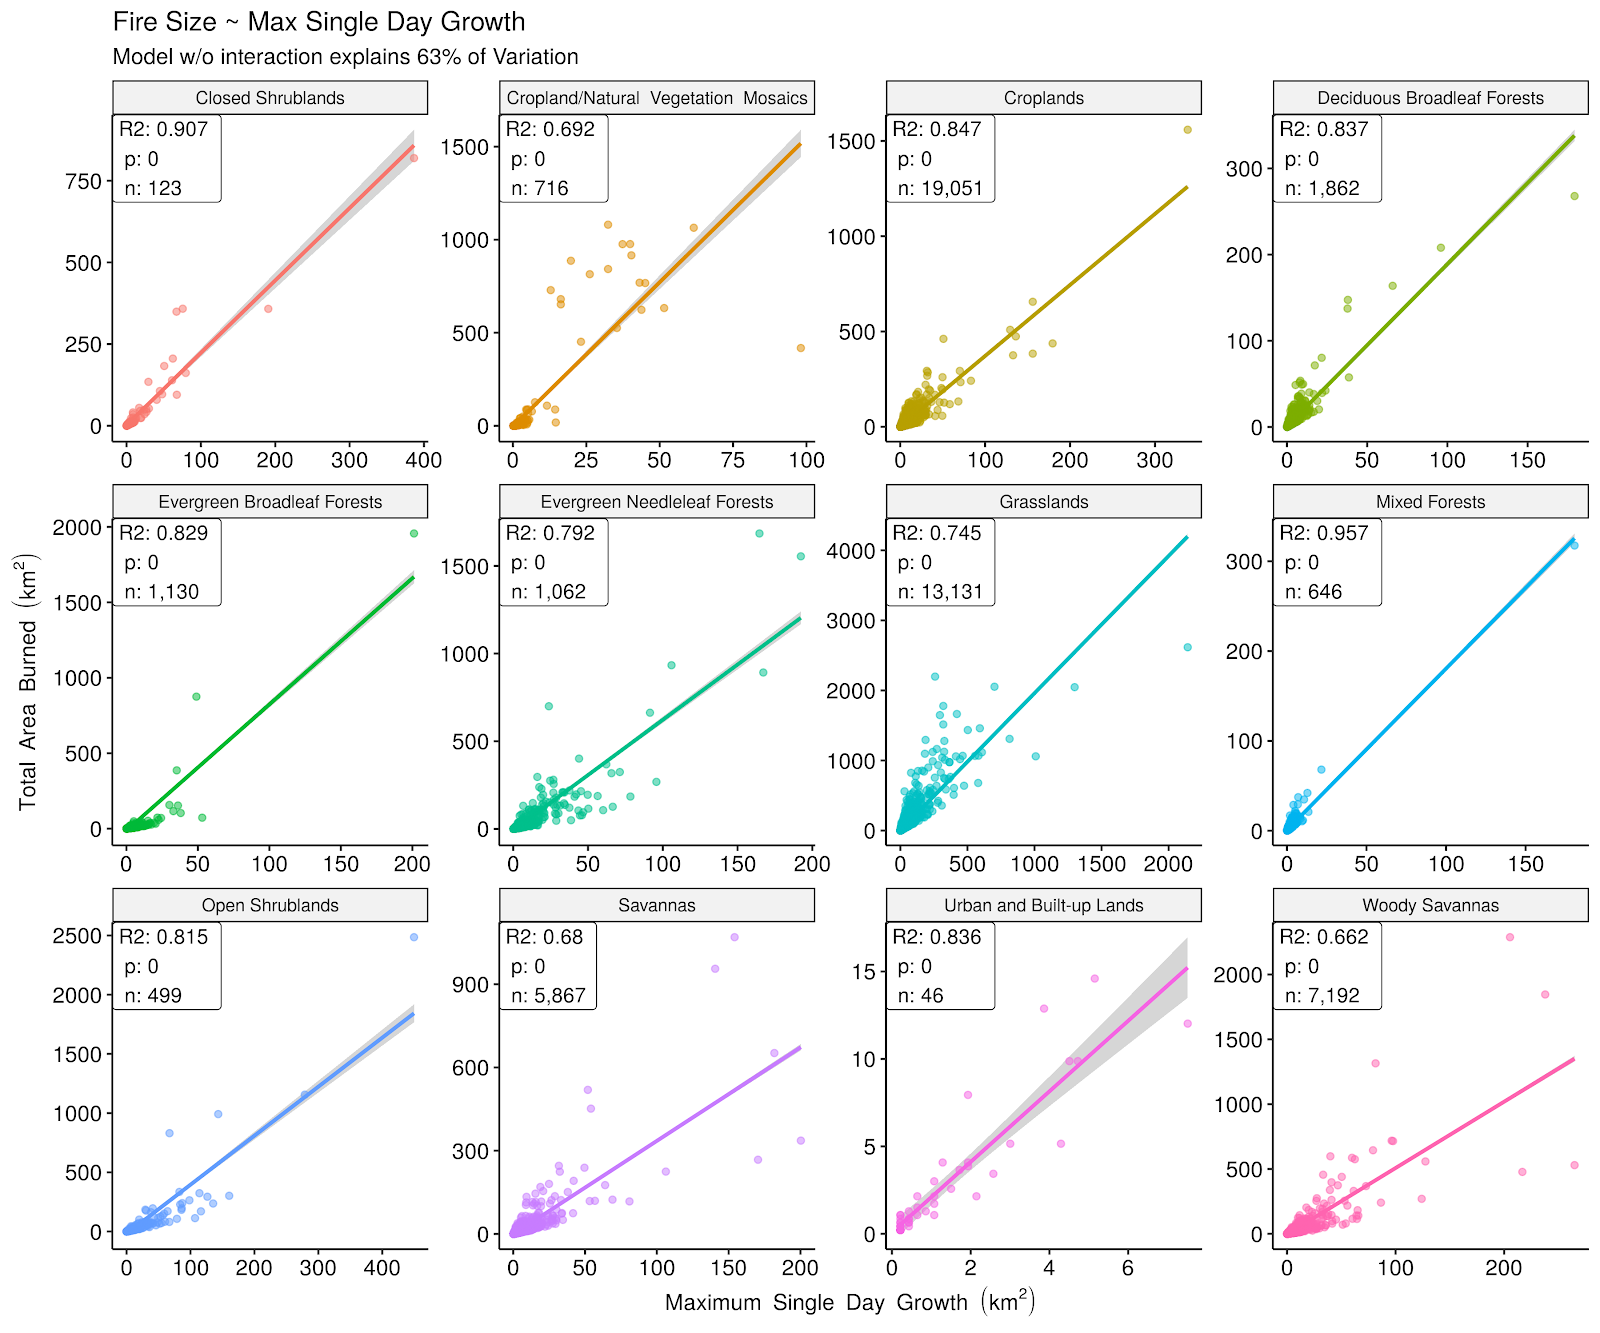 Fire Size ~ Max Single Day Growth
Model w/o interaction explains 63% of Variation
Closed Shrublands
R2: 0.907
p: 0
n: 123
750
500
250
0
0 100 200 300 400
Cropland/Natural Vegetation Mosaics
R2: 0.692
p: 0
n: 716
1500
1000
500
0
0 25 50 75 100
Croplands
R2: 0.847
p: 0
n: 19,051
1500
1000
500
0
0 100 200 300
Deciduous Broadleaf Forests
R2: 0.837
p: 0
n: 1,862
300
200
100
0
0 50 100 150
Evergreen Broadleaf Forests
R2: 0.829
p: 0
n: 1,130
2000
1500
1000
500
0
0 50 100 150 200
Evergreen Needleleaf Forests
R2: 0.792
p: 0
n: 1,062
1500
1000
500
0
0 50 100 150 200
Grasslands
R2: 0.745
p: 0
n: 13,131
4000
3000
2000
1000
0
0 500 1000 1500 2000
Mixed Forests
R2: 0.957
p: 0
n: 646
300
200
100
0
0 50 100 150
Open Shrublands
R2: 0.815
p: 0
n: 499
2500
2000
1500
1000
500
0
0 100 200 300 400
Savannas
R2: 0.68
p: 0
n: 5,867
900
600
300
0
0 50 100 150 200
Urban and Built-up Lands
R2: 0.836
p: 0
n: 46
15
10
5
0
0 2 4 6
Woody Savannas
R2: 0.662
p: 0
n: 7,192
2000
1500
1000
500
0
0 100 200
Total Area Burned (km²)
Maximum Single Day Growth (km²)